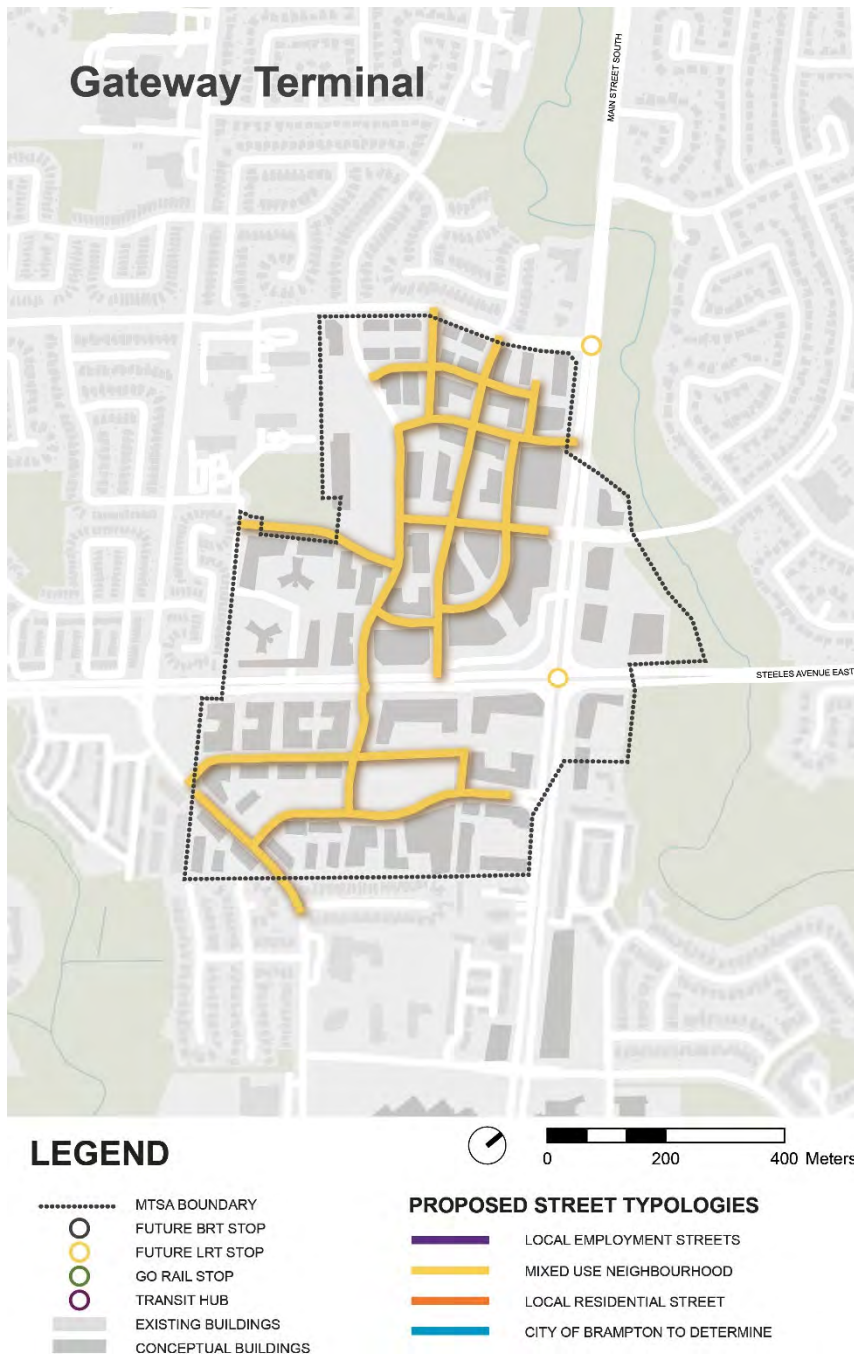 Gateway Terminal
MAIN STREET SOUTH
STEELES AVENUE EAST
LEGEND
0 200 400 Meters
MTSA BOUNDARY
FUTURE BRT STOP
FUTURE LRT STOP
GO RAIL STOP
TRANSIT HUB
EXISTING BUILDINGS
CONCEPTUAL BUILDINGS
PROPOSED STREET TYPOLOGIES
LOCAL EMPLOYMENT STREETS
MIXED USE NEIGHBOURHOOD
LOCAL RESIDENTIAL STREET
CITY OF BRAMPTON TO DETERMINE